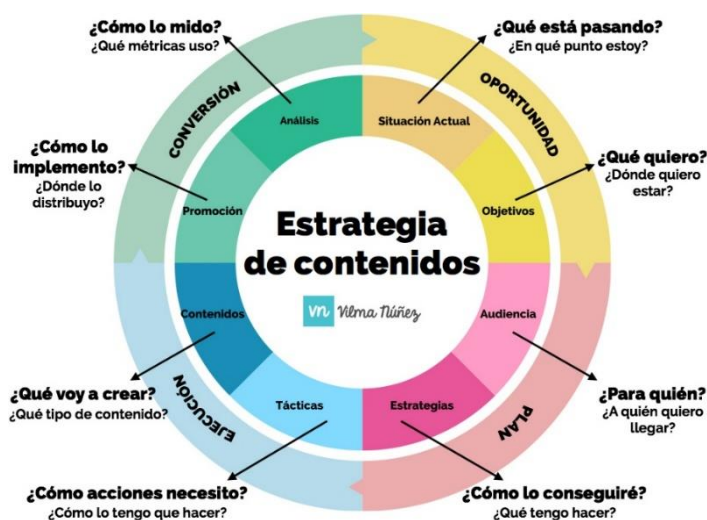 ¿Cómo lo mido?
¿Qué métricas uso?
¿Qué está pasando?
¿En qué punto estoy?
CONVERSIÓN
OPORTUNIDAD
Análisis
Situación Actual
¿Cómo lo
implemento?
¿Dónde lo
distribuyo?
¿Qué quiero?
¿Dónde quiero
estar?
Promoción
Objetivos
Estrategia
de contenidos
vn Vilma Núñez
Contenidos
Audiencia
¿Qué voy a crear?
¿Qué tipo de contenido?
¿Para quién?
¿A quién quiero
llegar?
Tácticas
Estrategias
EJECUCIÓN
PLAN
¿Cómo acciones necesito?
¿Cómo lo tengo que hacer?
¿Cómo lo conseguiré?
¿Qué tengo hacer?